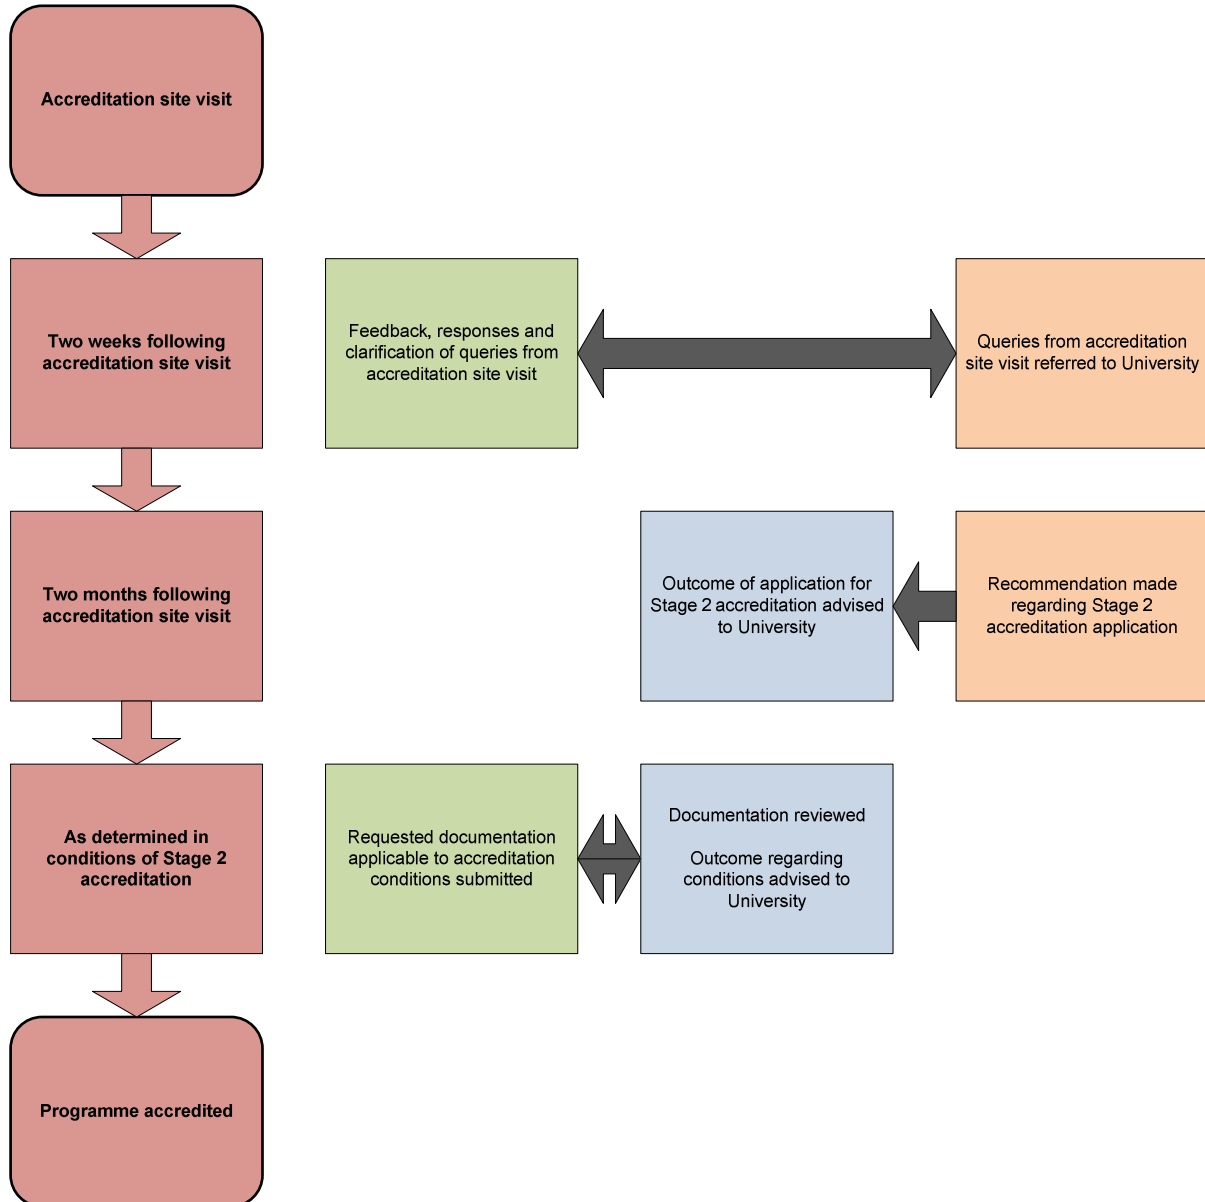 Accreditation site visit
Two weeks following
accreditation site visit
Feedback, responses and
clarification of queries from
accreditation site visit
Queries from accreditation
site visit referred to University
Two months following
accreditation site visit
Outcome of application for
Stage 2 accreditation advised
to University
Recommendation made
regarding Stage 2
accreditation application
As determined in
conditions of Stage 2
accreditation
Requested documentation
applicable to accreditation
conditions submitted
Documentation reviewed
Outcome regarding
conditions advised to
University
Programme accredited